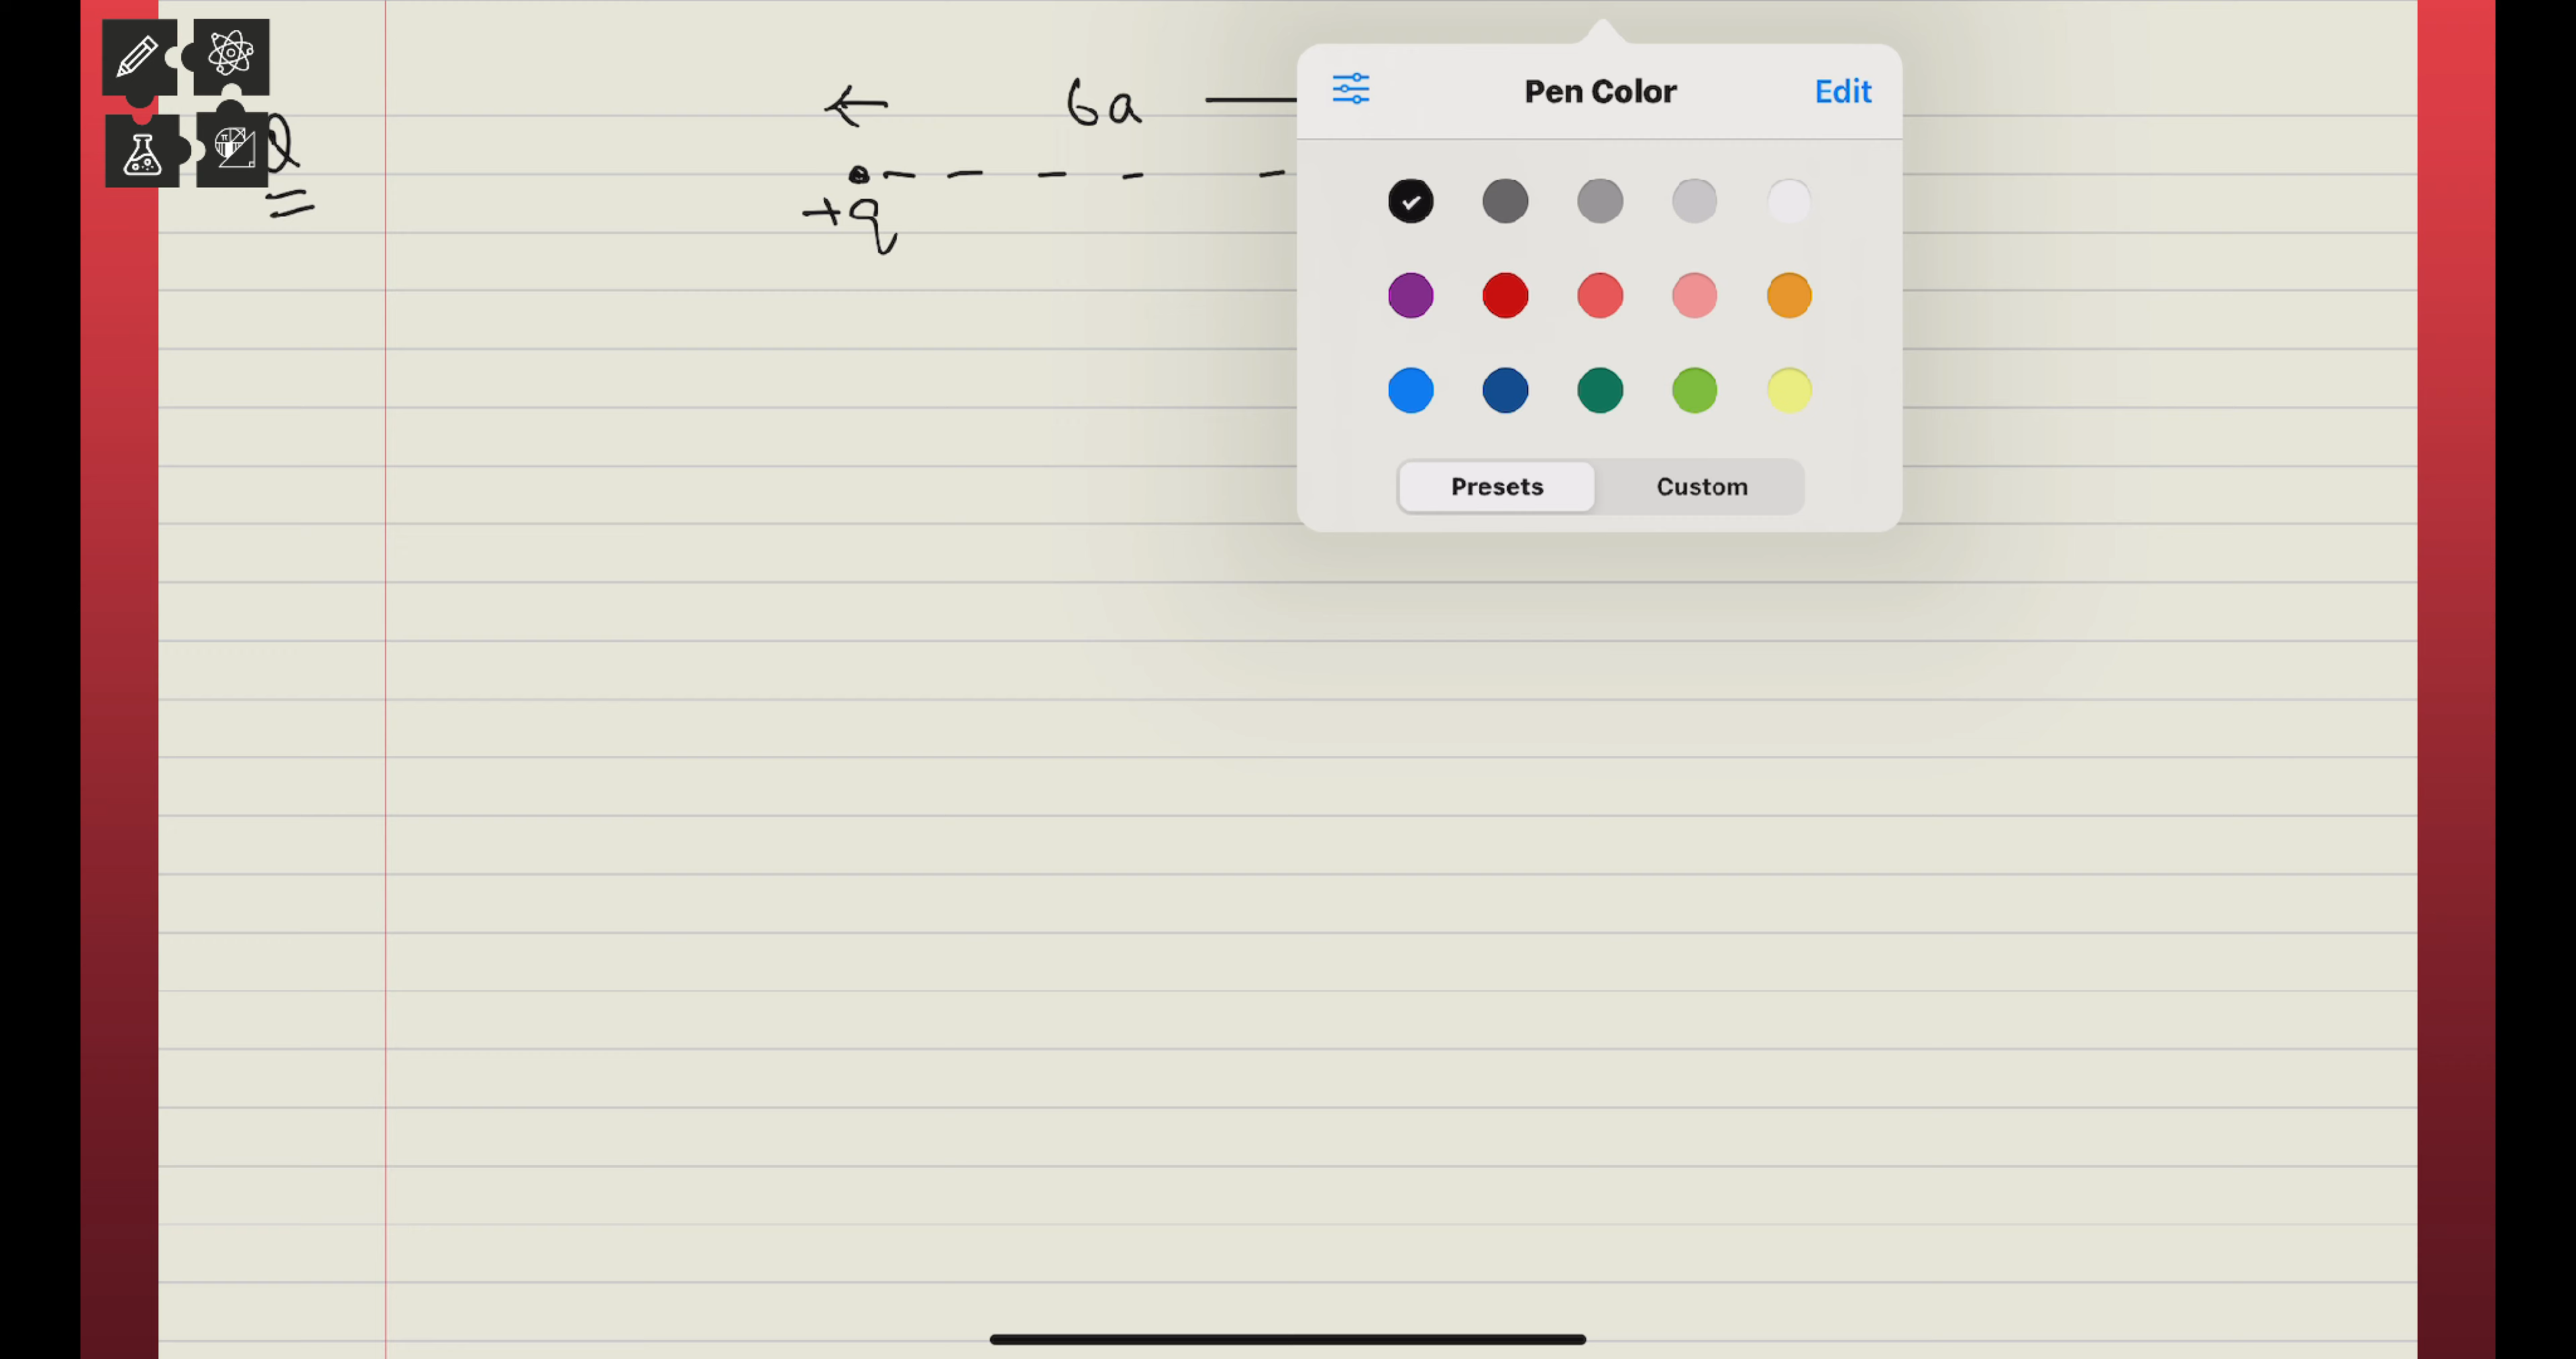 ← 6a
Q
+q
Pen Color
Edit
Presets
Custom